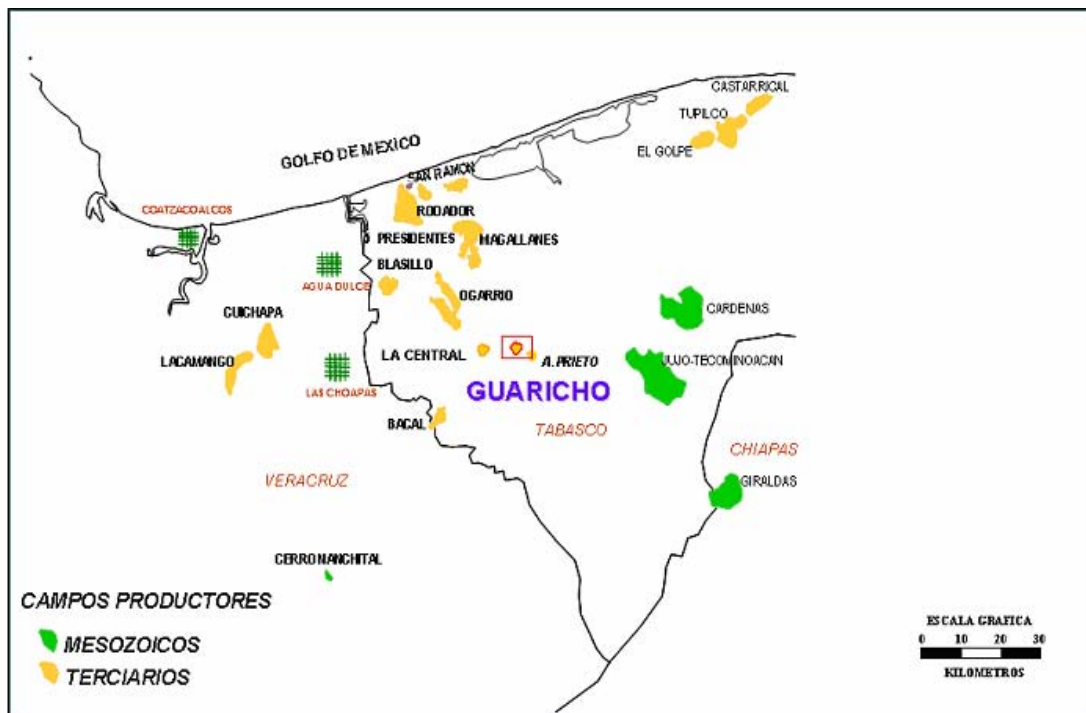 CASTARRICAL
TUPILCO
EL GOLPE
GOLFO DE MEXICO
SAN RAMON
COATZACOALCOS
RODADOR
PRESIDENTES
MAGALLANES
BLASILLO
AGUA DULCE
OGARRIO
CUICHAPA
CARDENAS
LACAMANGO
LA CENTRAL
A. PRIETO
JUJO-TECOMINOACAN
LAS CHOAPAS
GUARICHO
BACAL
TABASCO
CHIAPAS
VERACRUZ
GIRALDAS
CERRO NANCHITAL
CAMPOS PRODUCTORES
MESOZOICOS
TERCIARIOS
ESCALA GRAFICA
0 10 20 30
KILOMETROS